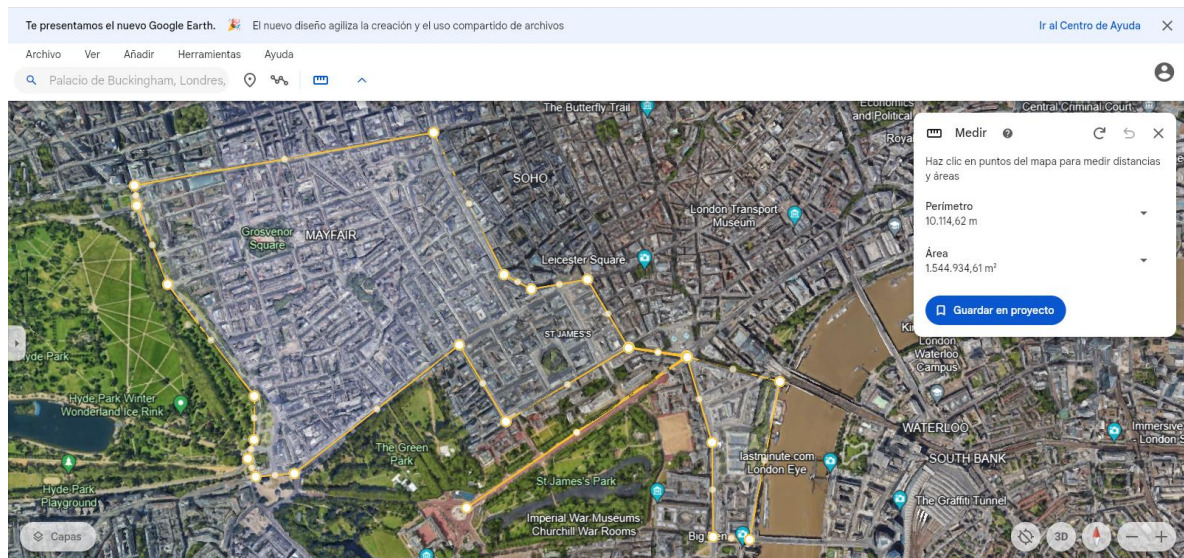 Te presentamos el nuevo Google Earth. 🎉 El nuevo diseño agiliza la creación y el uso compartido de archivos
Ir al Centro de Ayuda
Archivo Ver Añadir Herramientas Ayuda
Palacio de Buckingham, Londres,
The Butterfly Trail
Economics
and Political
Central Criminal Court
SOHO
London Transport
Museum
Grosvenor
Square
MAYFAIR
Leicester Square
ST JAMES'S
Hyde Park Winter
Wonderland Ice Rink
Hyde Park
Playground
The Green
Park
St James's Park
Imperial War Museums
Churchill War Rooms
lastminute.com
London Eye
London
Waterloo
Campus
WATERLOO
SOUTH BANK
Immersive
The Graffiti Tunnel
Medir
Haz clic en puntos del mapa para medir distancias
y áreas
Perímetro
10.114,62 m
Área
1.544.934,61 m²
Guardar en proyecto
Capas
3D